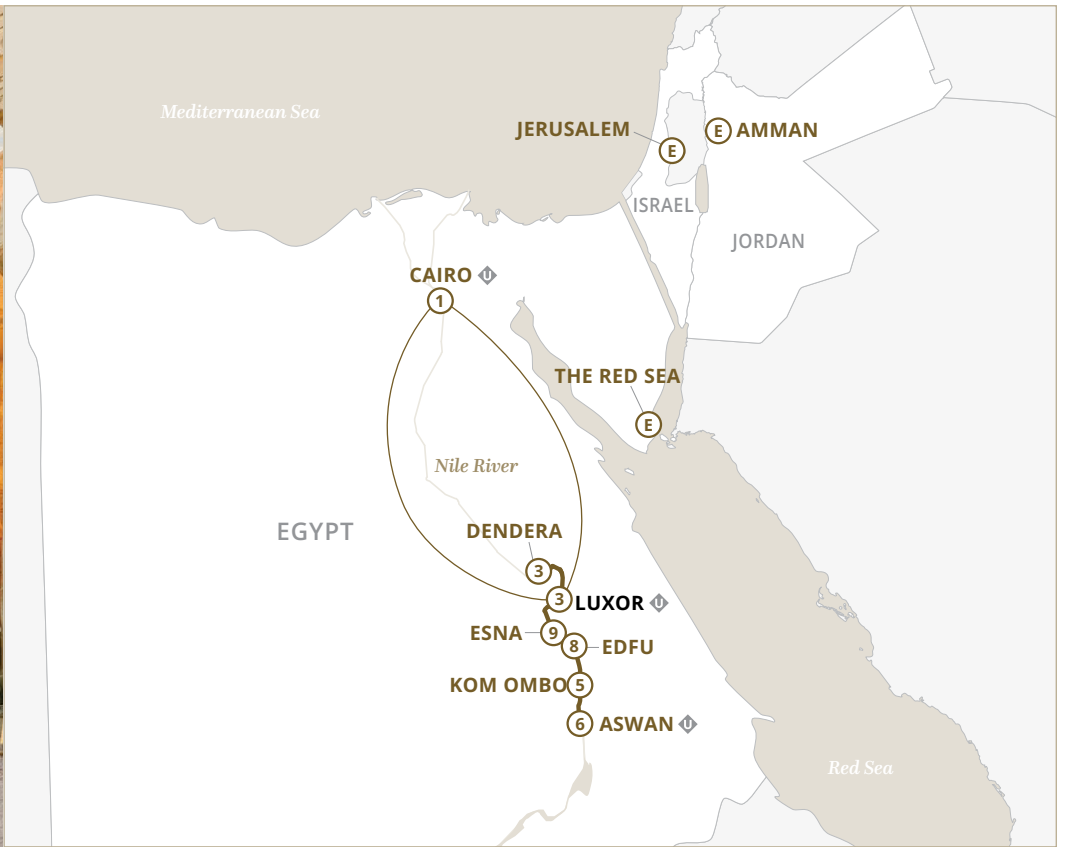 Mediterranean Sea
JERUSALEM
E
E
AMMAN
ISRAEL
JORDAN
CAIRO U
1
THE RED SEA
E
Nile River
EGYPT
DENDERA
3
3
LUXOR U
ESNA
9
8
EDFU
KOM OMBO
5
6
ASWAN U
Red Sea